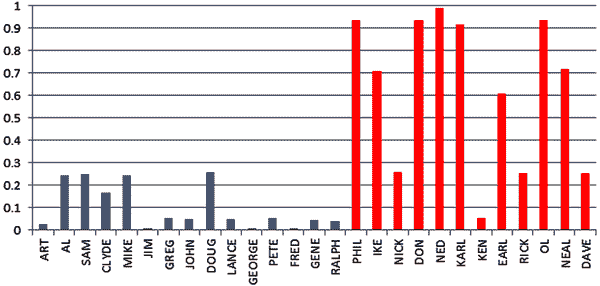 1
0.9
0.8
0.7
0.6
0.5
0.4
0.3
0.2
0.1
0
ART
AL
SAM
CLYDE
MIKE
JIM
GREG
JOHN
DOUG
LANCE
GEORGE
PETE
FRED
GENE
RALPH
PHIL
IKE
NICK
DON
NED
KARL
KEN
EARL
RICK
OL
NEAL
DAVE